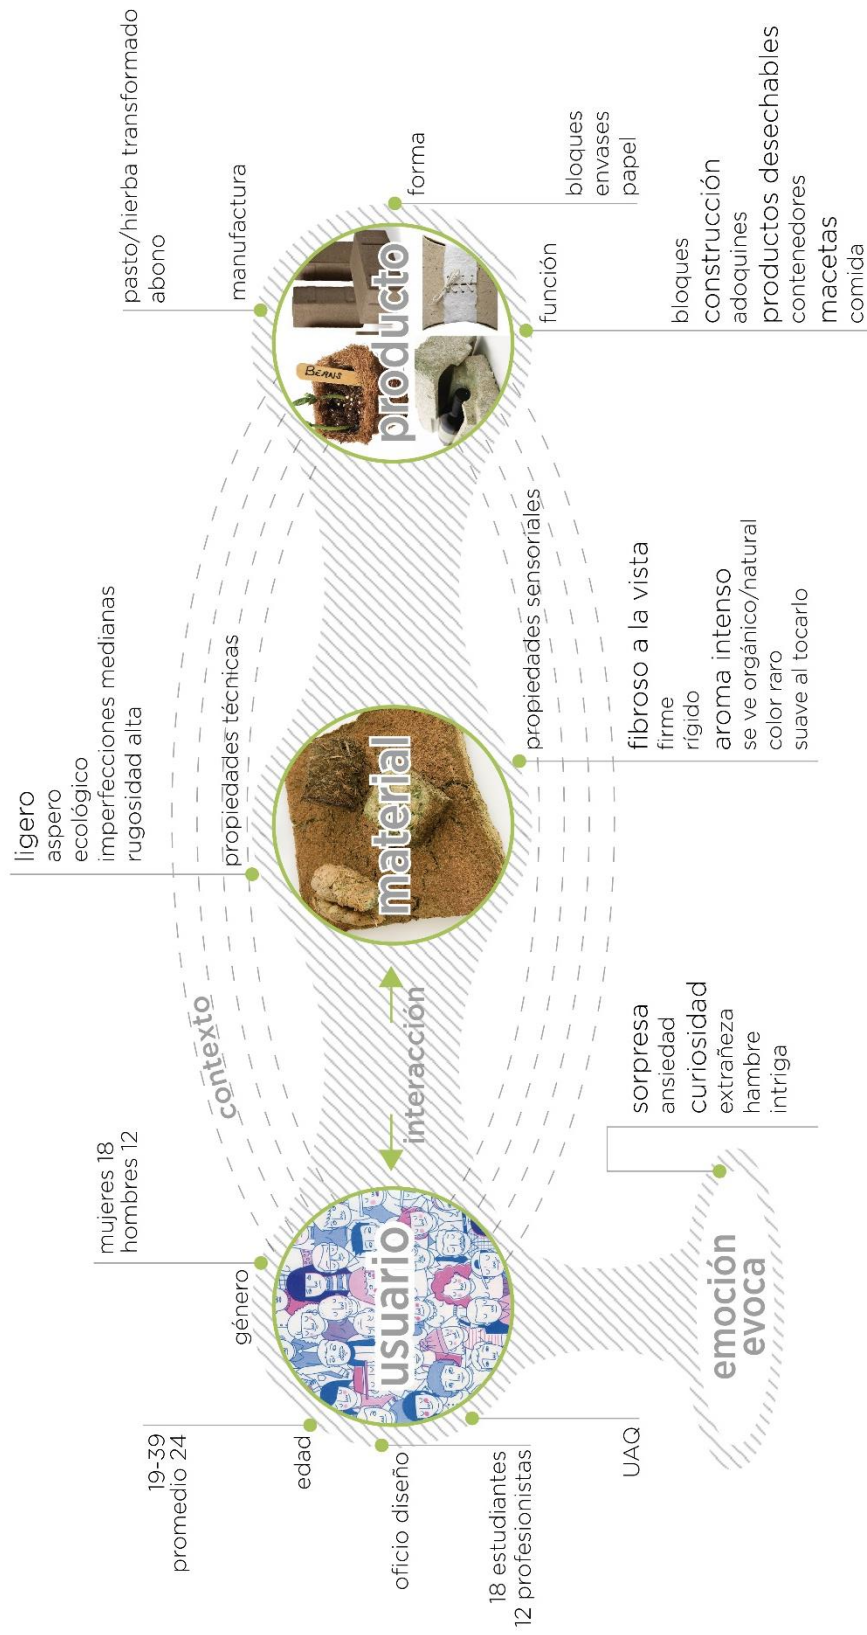 19-39
promedio 24
edad
oficio diseño
18 estudiantes
12 profesionistas
UAQ
mujeres 18
hombres 12
género
usuario
emoción
evoca
sorpresa
ansiedad
curiosidad
extrañeza
hambre
intriga
contexto
interacción
ligero
aspero
ecológico
imperfecciones medianas
rugosidad alta
propiedades técnicas
material
propiedades sensoriales
fibroso a la vista
firme
rígido
aroma intenso
se ve orgánico/natural
color raro
suave al tocarlo
pasto/hierba transformado
abono
manufactura
BEANS
producto
forma
bloques
envases
papel
función
bloques
construcción
adoquines
productos desechables
contenedores
macetas
comida